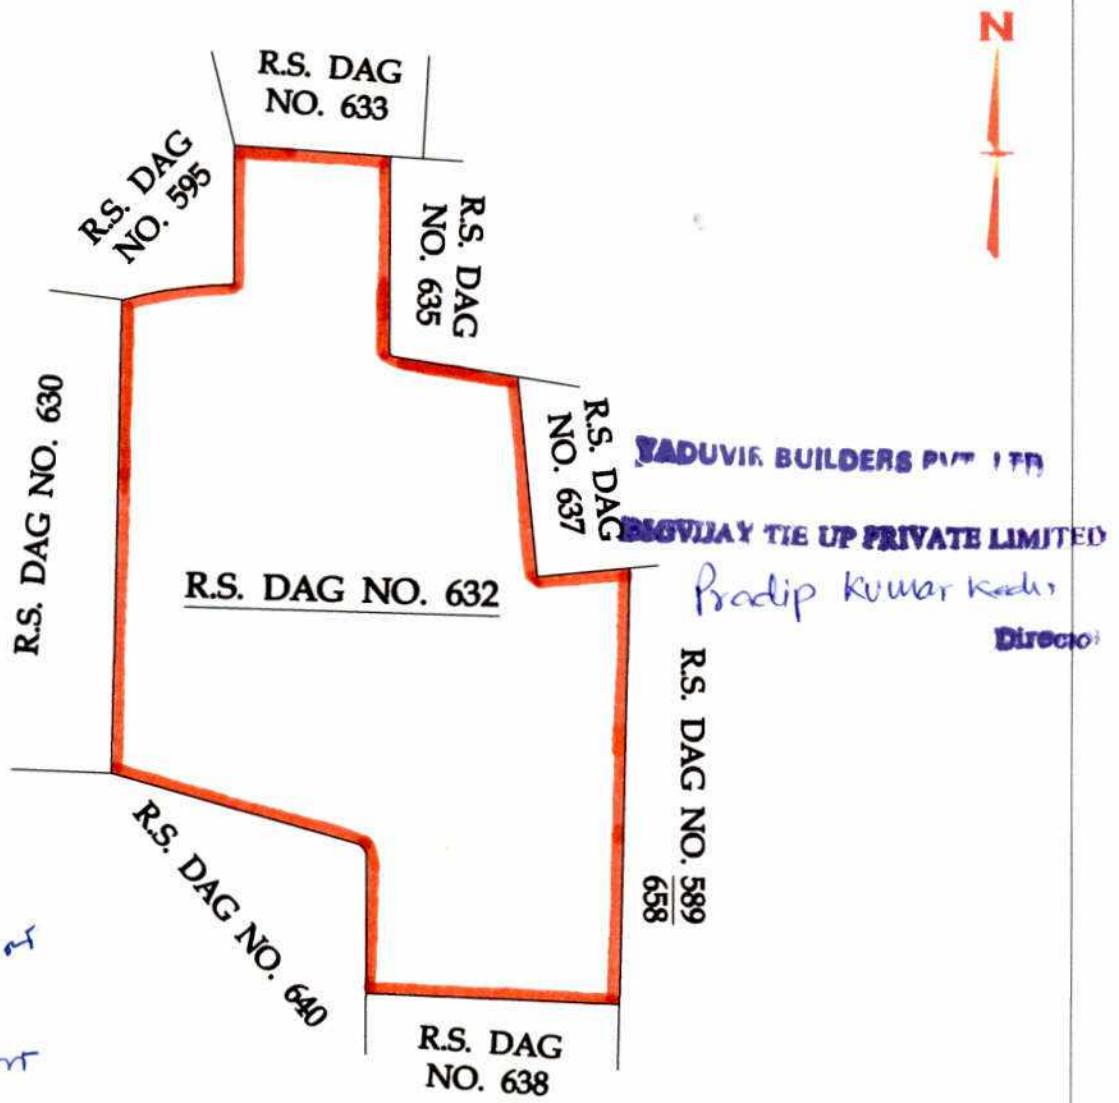 N
R.S. DAG
NO. 633
R.S. DAG
NO. 595
R.S. DAG
NO. 635
R.S. DAG NO. 630
R.S. DAG
NO. 637
YADUVIR BUILDERS PVT LTD
DIGVIJAY TIE UP PRIVATE LIMITED
Pradip Kumar
Director
R.S. DAG NO. 632
R.S. DAG NO. 589
658
R.S. DAG NO. 640
R.S. DAG
NO. 638